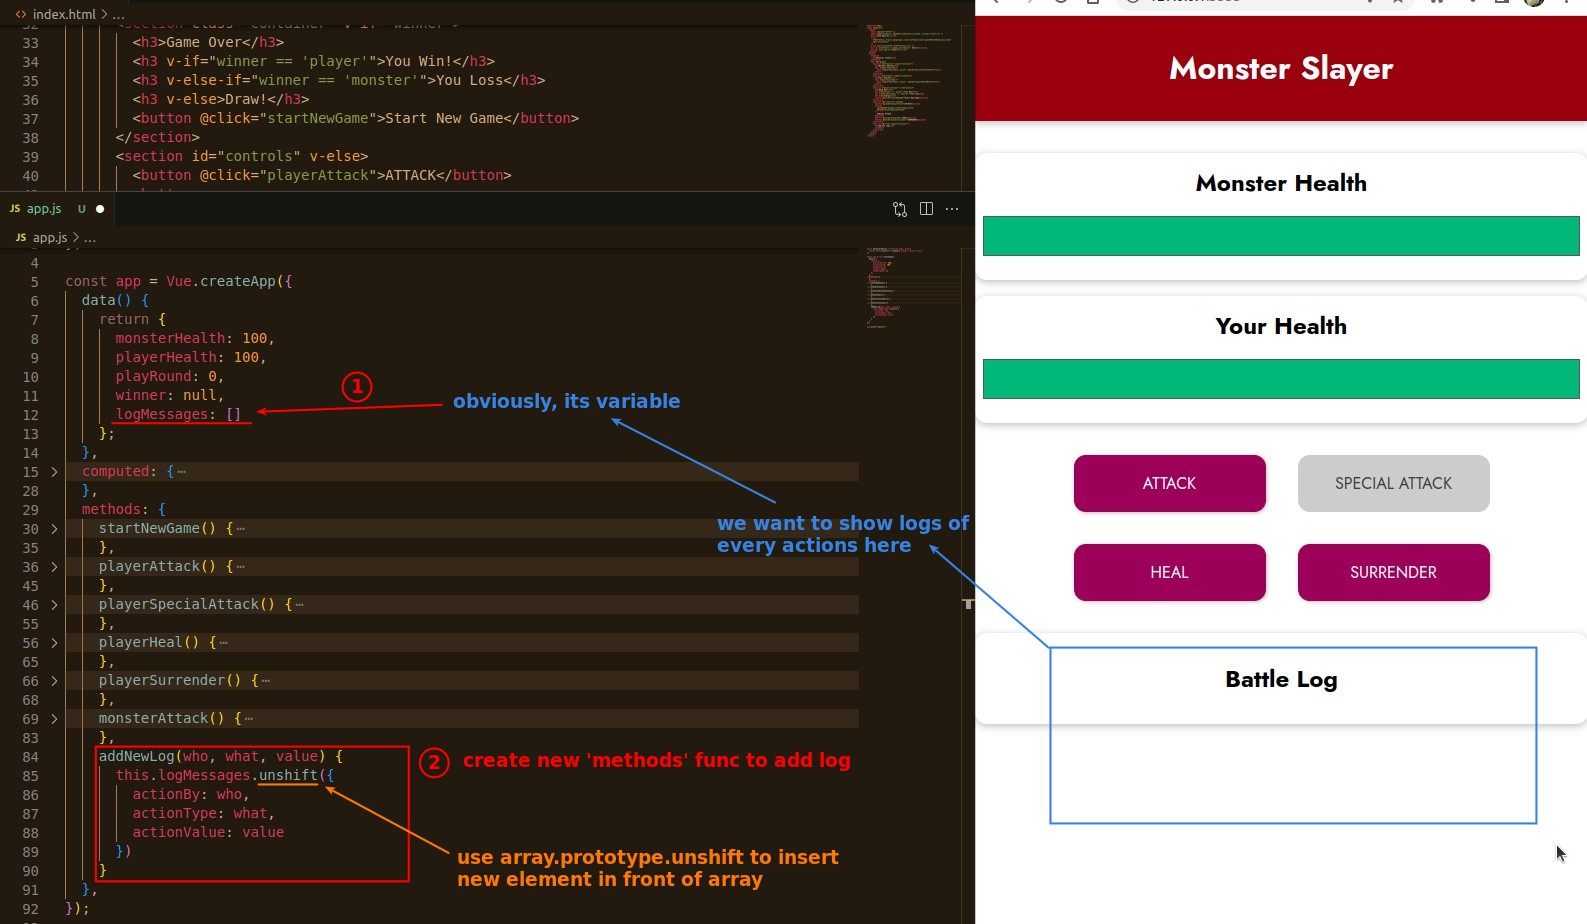 index.html > ...
33 <h3>Game Over</h3>
34 <h3 v-if="winner == 'player'">You Win!</h3>
35 <h3 v-else-if="winner == 'monster'">You Loss</h3>
36 <h3 v-else>Draw!</h3>
37 <button @click="startNewGame">Start New Game</button>
38 </section>
39 <section id="controls" v-else>
40 <button @click="playerAttack">ATTACK</button>
JS app.js U
JS app.js > ...
4
5 const app = Vue.createApp({
6 data() {
7 return {
8 monsterHealth: 100,
9 playerHealth: 100,
10 playRound: 0,
11 winner: null,
12 logMessages: []
13 };
14 },
15 computed: {
28 },
29 methods: {
30 startNewGame() {
35 },
36 playerAttack() {
45 },
46 playerSpecialAttack() {
55 },
56 playerHeal() {
65 },
66 playerSurrender() {
68 },
69 monsterAttack() {
83 },
84 addNewLog(who, what, value) {
85 this.logMessages.unshift({
86 actionBy: who,
87 actionType: what,
88 actionValue: value
89 })
90 }
91 },
92 });
1
obviously, its variable
we want to show logs of
every actions here
2 create new 'methods' func to add log
use array.prototype.unshift to insert
new element in front of array
Monster Slayer
Monster Health
Your Health
ATTACK
SPECIAL ATTACK
HEAL
SURRENDER
Battle Log